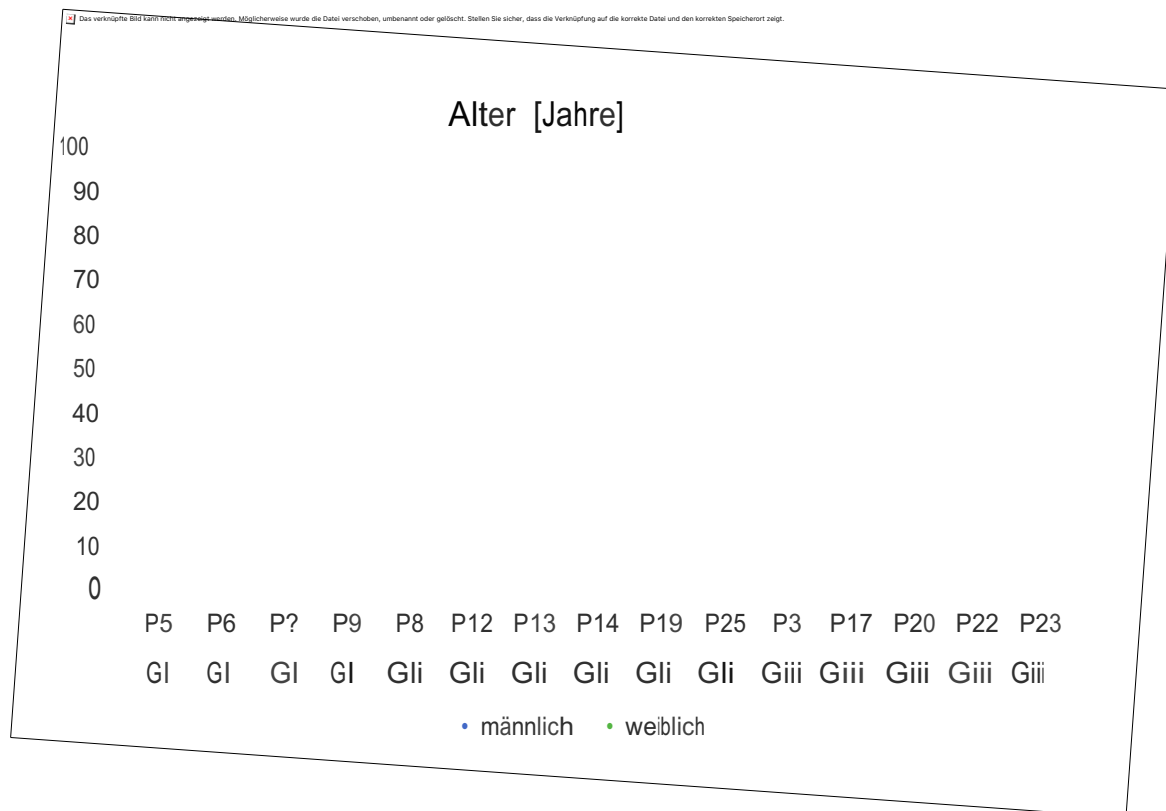 Das verknüpfte Bild kann nicht angezeigt werden. Möglicherweise wurde die Datei verschoben, umbenannt oder gelöscht. Stellen Sie sicher, dass die Verknüpfung auf die korrekte Datei und den korrekten Speicherort zeigt.
Alter [Jahre]
100
90
80
70
60
50
40
30
20
10
0
P5 P6 P? P9 P8 P12 P13 P14 P19 P25 P3 P17 P20 P22 P23
GI GI GI GI Gli Gli Gli Gli Gli Gli Giii Giii Giii Giii Giii
• männlich • weiblich